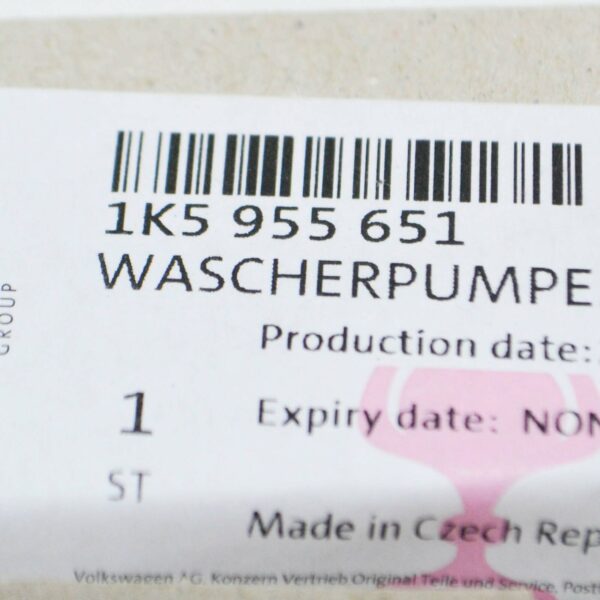 1K5 955 651
WASCHERPUMPE
GROUP
Production date:
1
Expiry date: NON
ST
Made in Czech Rep
Volkswagen AG, Konzern Vertrieb Original Teile und Service, Post